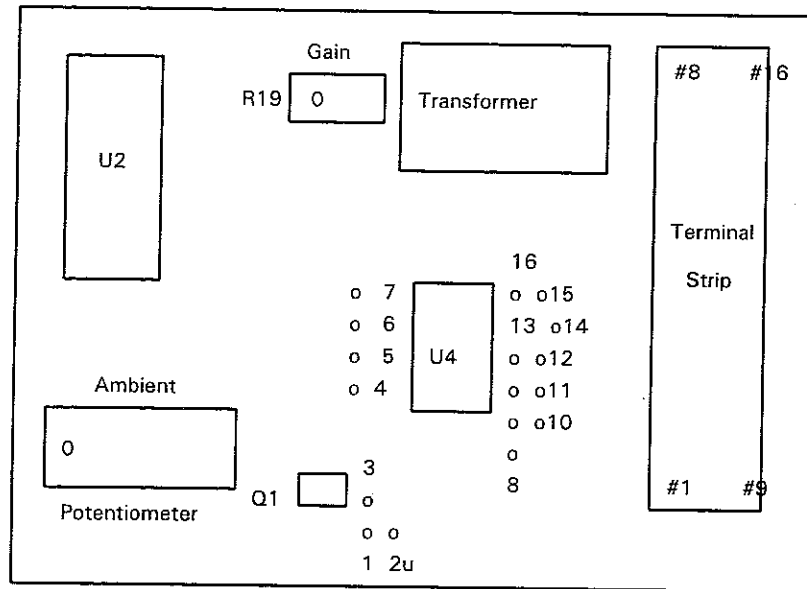 Gain
#8 #16
R19 0
Transformer
U2
Terminal
Strip
16
o 7
o o15
o 6
13 o14
o 5
U4
o o12
o 4
o o11
o o10
Ambient
0
o
3
8
#1 #9
Q1
o
Potentiometer
o o
1 2u